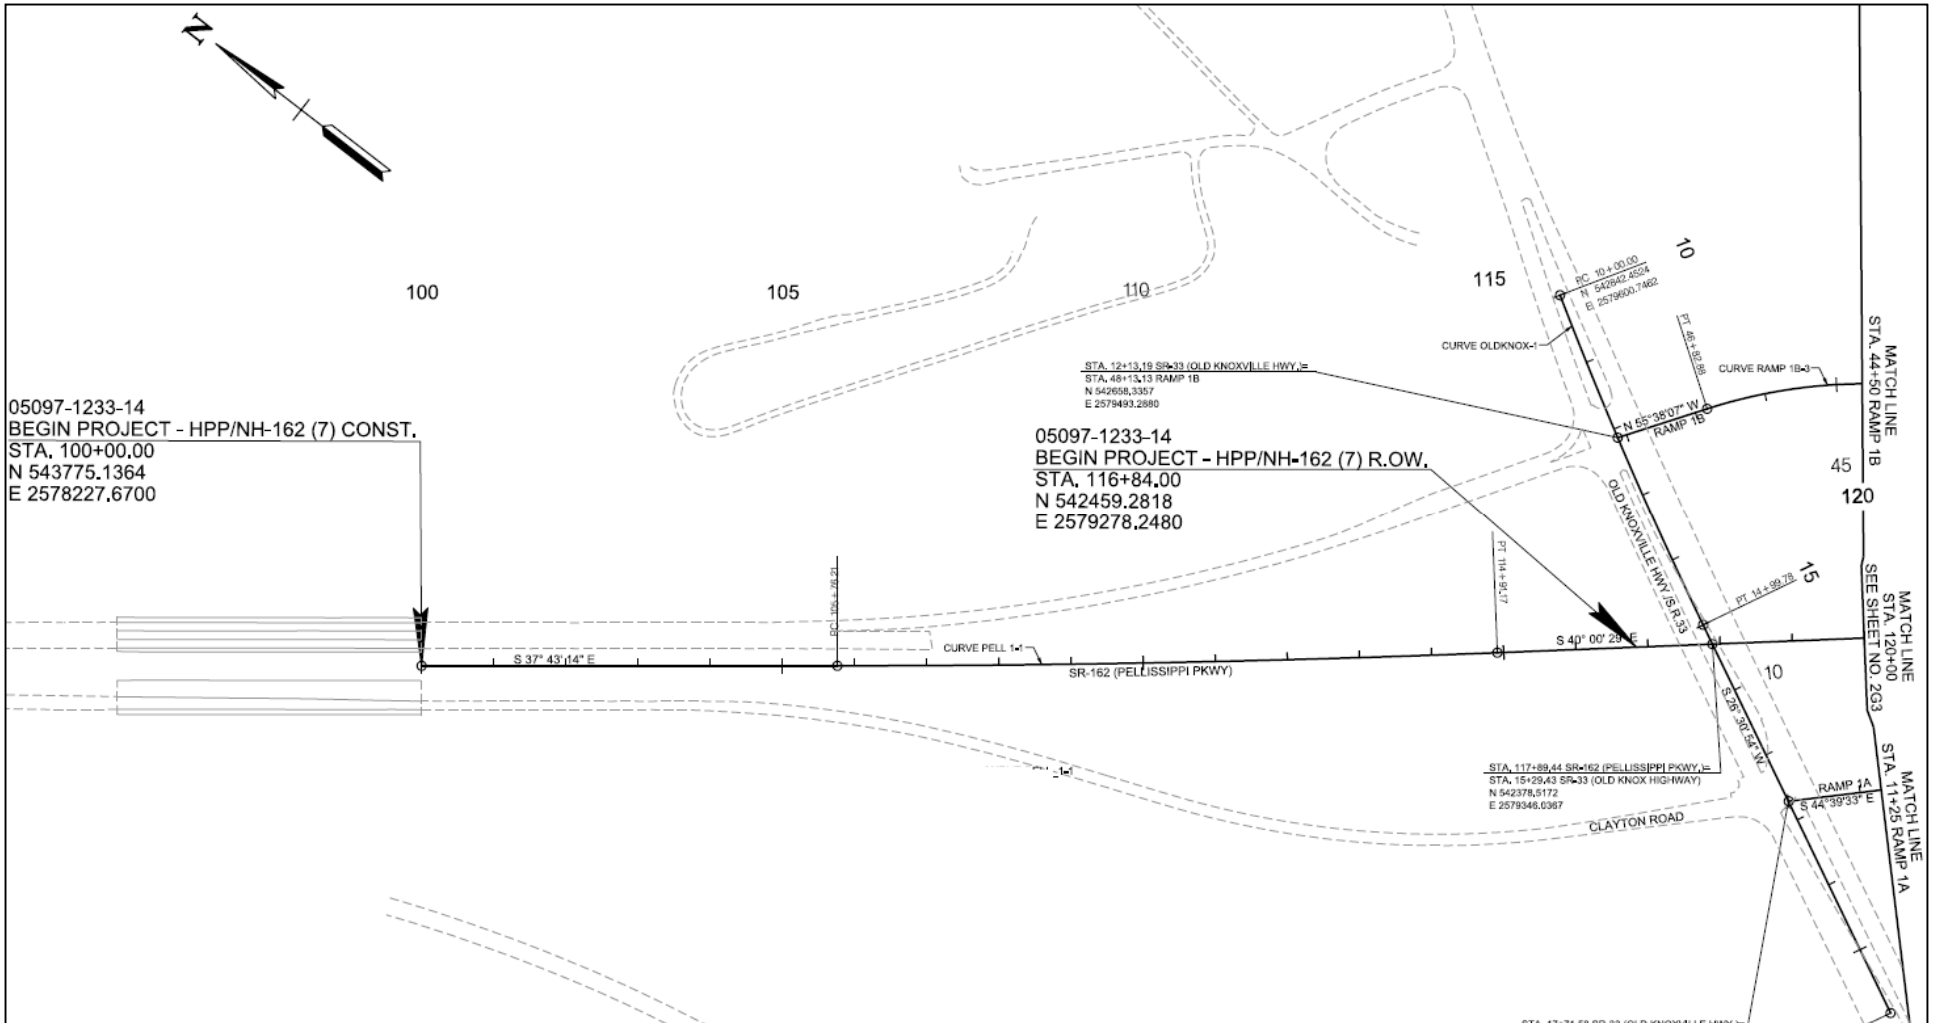 N
100
105
110
115
10
PC 10+00.00
N 542842.4524
E 2579600.7462
CURVE OLDKNOX-1
PT 46+82.88
CURVE RAMP 1B-3
MATCH LINE
STA. 44+50 RAMP 1B
STA. 12+13.19 SR-33 (OLD KNOXVILLE HWY.)=
STA. 48+13.13 RAMP 1B
N 542658.3357
E 2579493.2880
N 55°38'07" W
RAMP 1B
05097-1233-14
BEGIN PROJECT - HPP/NH-162 (7) CONST.
STA. 100+00.00
N 543775.1364
E 2578227.6700
05097-1233-14
BEGIN PROJECT - HPP/NH-162 (7) R.OW.
STA. 116+84.00
N 542459.2818
E 2579278.2480
45
120
OLD KNOXVILLE HWY./S.R.33
PC 105+76.21
PT 114+91.17
15
PT 14+99.78
MATCH LINE
STA. 120+00
SEE SHEET NO. 2G3
S 37° 43'14" E
CURVE PELL 1-1
SR-162 (PELLISSIPPI PKWY)
S 40° 00' 29" E
10
S 26° 30' 54" W
1-1
STA. 117+89.44 SR-162 (PELLISSIPPI PKWY.)=
STA. 15+29.43 SR-33 (OLD KNOX HIGHWAY)
N 542378.5172
E 2579346.0367
RAMP 1A
S 44°39'33" E
MATCH LINE
STA. 11+25 RAMP 1A
CLAYTON ROAD